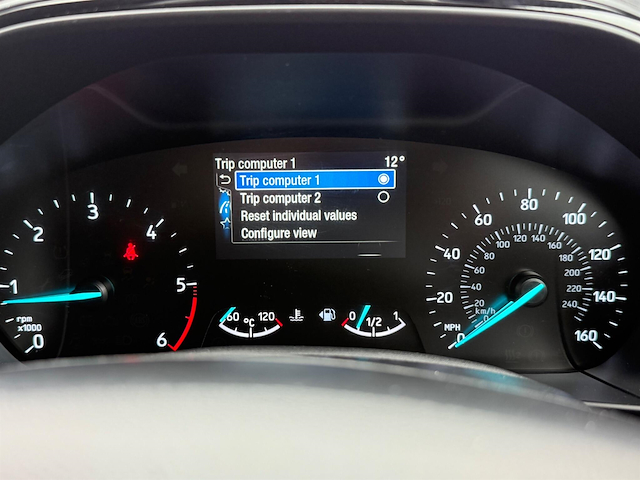 Trip computer 1 12°
Trip computer 1
Trip computer 2
Reset individual values
Configure view
0
1
2
3
4
5
6
rpm
x1000
60 °C 120
0 1/2 1
0
20
40
60
80
100
120
140
160
MPH
0
20
40
60
80
100
120
140
160
180
200
220
240
km/h